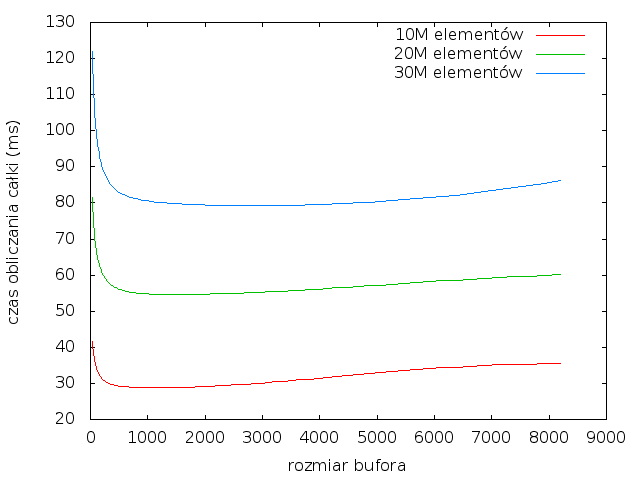 130
120
110
100
90
80
70
60
50
40
30
20
0 1000 2000 3000 4000 5000 6000 7000 8000 9000
czas obliczania całki (ms)
rozmiar bufora
10M elementów
20M elementów
30M elementów